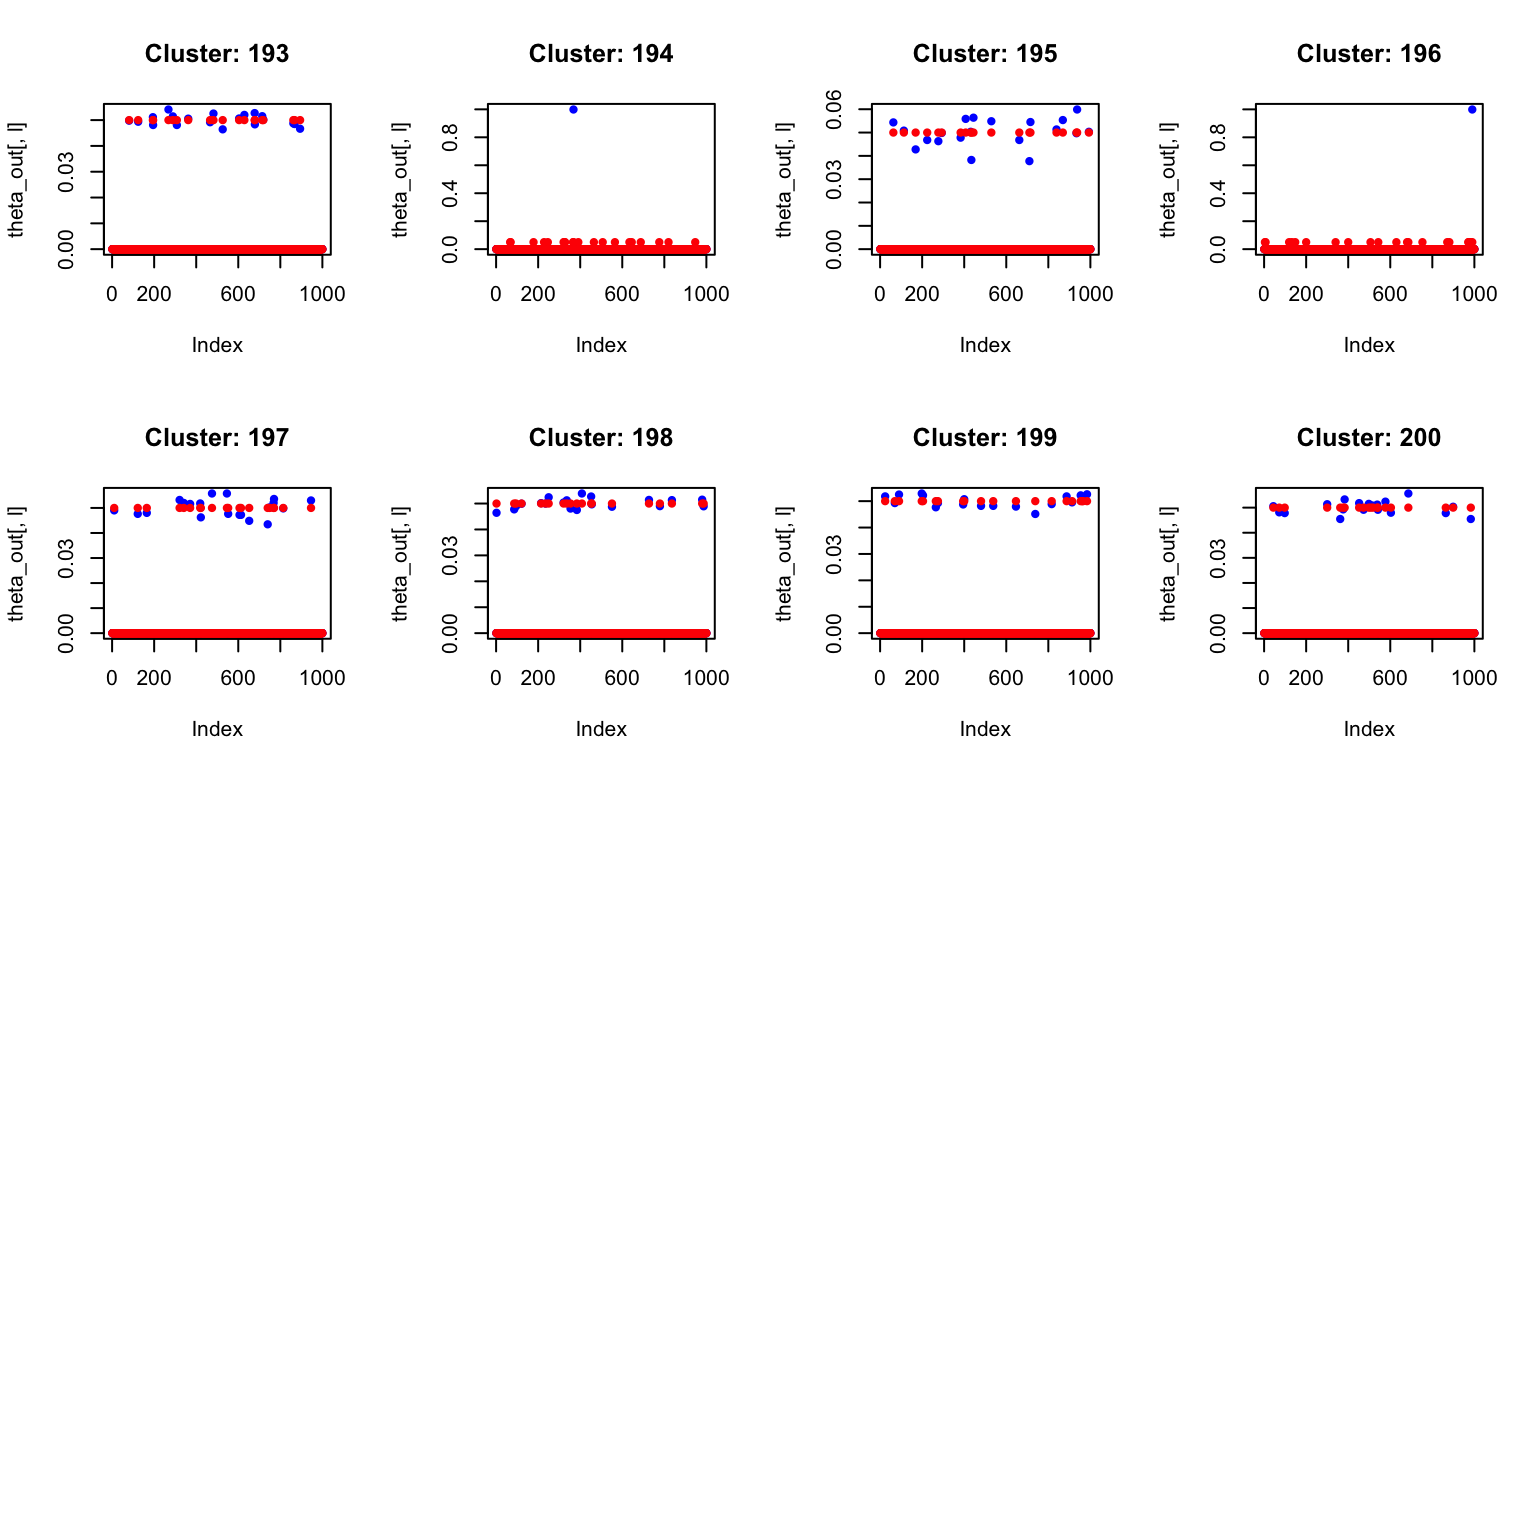 Cluster: 193
theta_out[, l]
0.00 0.03
0 200 600 1000
Index
Cluster: 194
theta_out[, l]
0.0 0.4 0.8
0 200 600 1000
Index
Cluster: 195
theta_out[, l]
0.00 0.03 0.06
0 200 600 1000
Index
Cluster: 196
theta_out[, l]
0.0 0.4 0.8
0 200 600 1000
Index
Cluster: 197
theta_out[, l]
0.00 0.03
0 200 600 1000
Index
Cluster: 198
theta_out[, l]
0.00 0.03
0 200 600 1000
Index
Cluster: 199
theta_out[, l]
0.00 0.03
0 200 600 1000
Index
Cluster: 200
theta_out[, l]
0.00 0.03
0 200 600 1000
Index